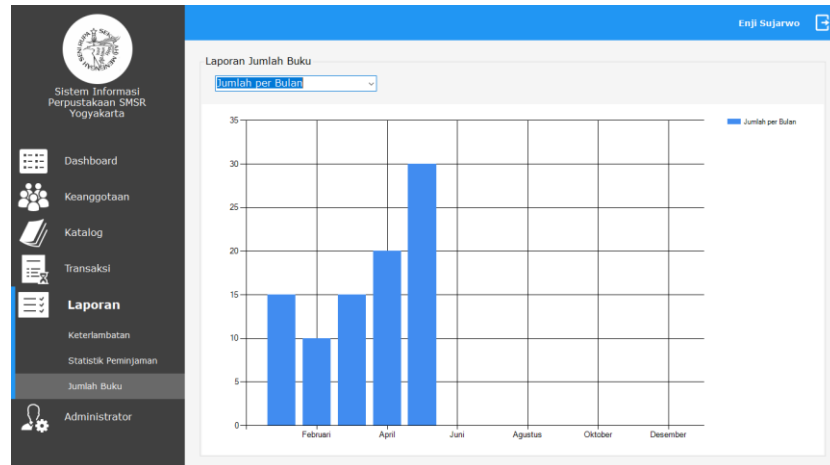 Enji Sujarwo
Sistem Informasi
Perpustakaan SMSR
Yogyakarta
Dashboard
Keanggotaan
Katalog
Transaksi
Laporan
Keterlambatan
Statistik Peminjaman
Jumlah Buku
Administrator
Laporan Jumlah Buku
Jumlah per Bulan
Jumlah per Bulan
35
30
25
20
15
10
5
0
Februari April Juni Agustus Oktober Desember